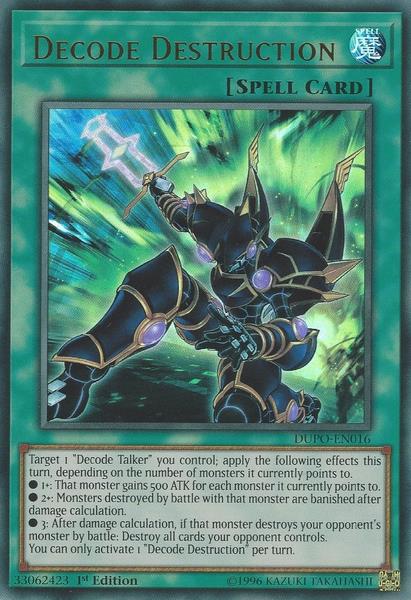 DECODE DESTRUCTION
SPELL
魔
[SPELL CARD]
DUPO-EN016
Target 1 "Decode Talker" you control; apply the following effects this
turn, depending on the number of monsters it currently points to.
● 1+: That monster gains 500 ATK for each monster it currently points to.
● 2+: Monsters destroyed by battle with that monster are banished after
damage calculation.
● 3: After damage calculation, if that monster destroys your opponent's
monster by battle: Destroy all cards your opponent controls.
You can only activate 1 "Decode Destruction" per turn.
33062423 1st Edition ©1996 KAZUKI TAKAHASHI